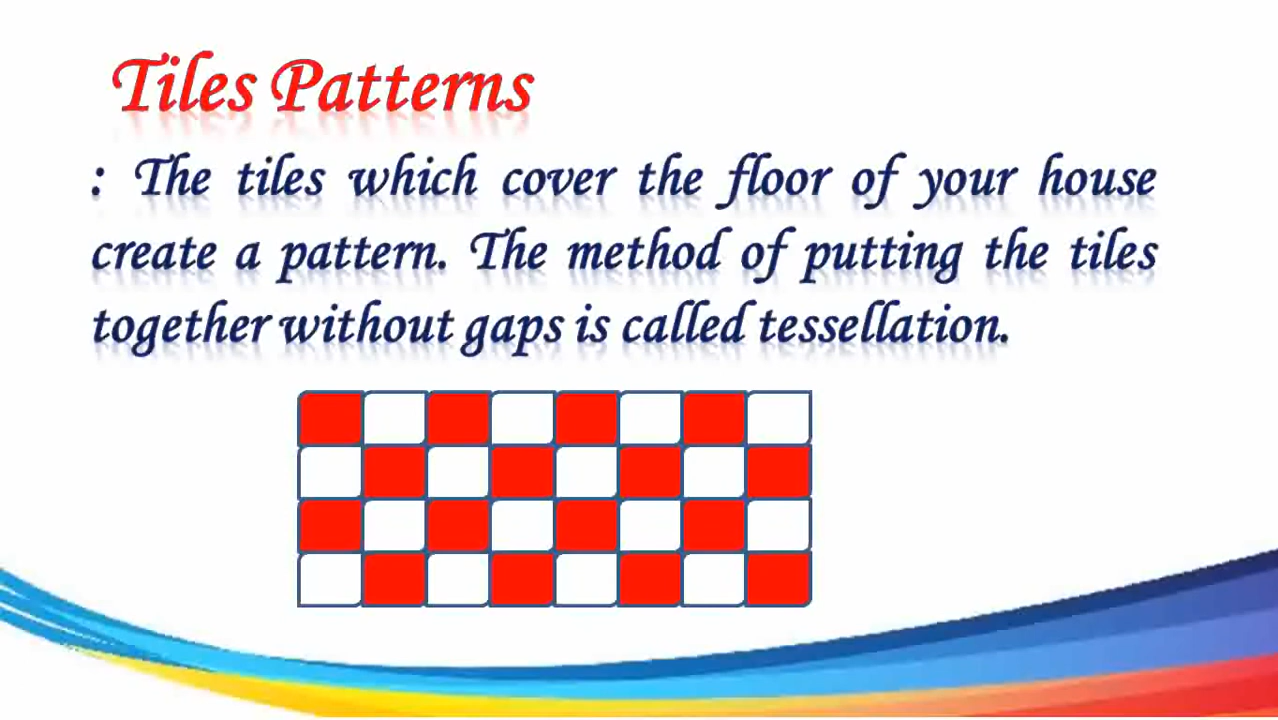 Tiles Patterns
: The tiles which cover the floor of your house
create a pattern. The method of putting the tiles
together without gaps is called tessellation.